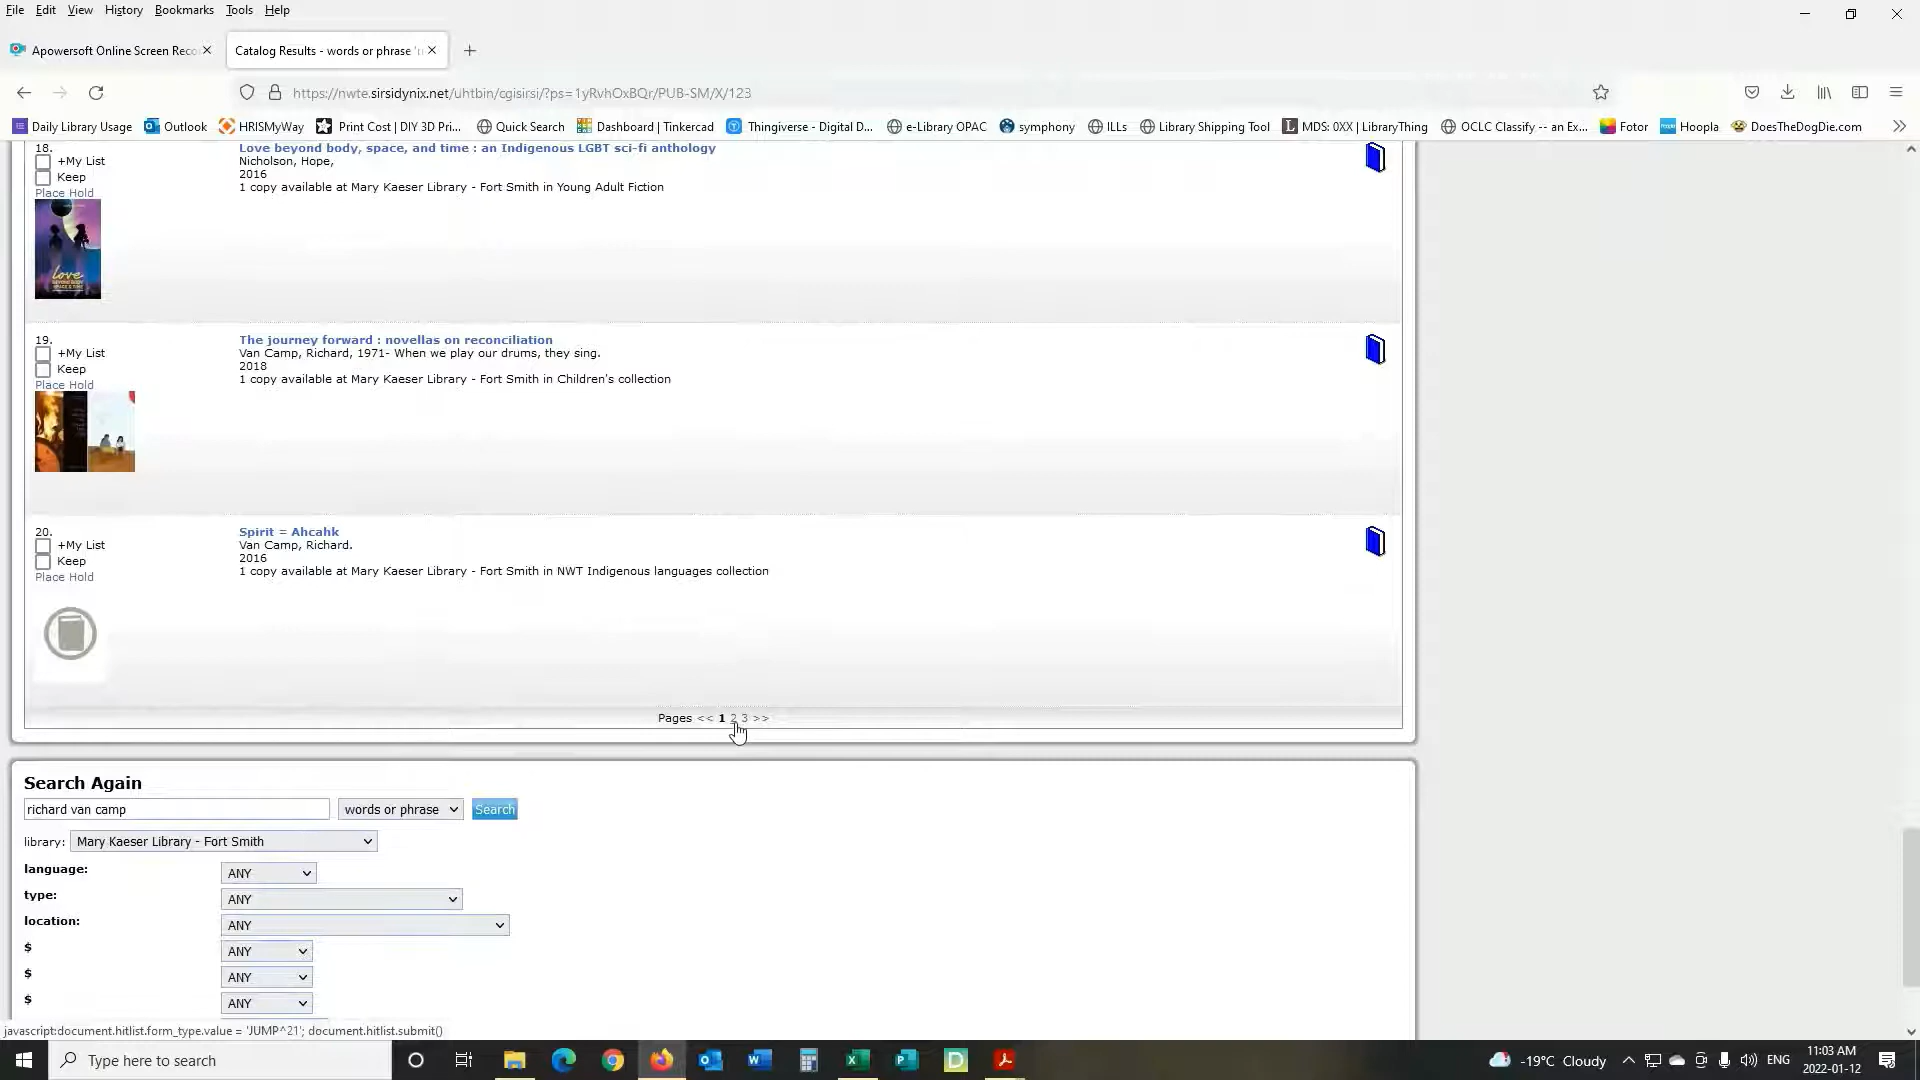 File Edit View History Bookmarks Tools Help
Apowersoft Online Screen Reco
Catalog Results - words or phrase 'r
https://nwte.sirsidynix.net/uhtbin/cgisirsi/?ps=1yRvhOxBQr/PUB-SM/X/123
Daily Library Usage Outlook HRISMyWay Print Cost | DIY 3D Pri... Quick Search Dashboard | Tinkercad Thingiverse - Digital D... e-Library OPAC symphony ILLs Library Shipping Tool MDS: 0XX | LibraryThing OCLC Classify -- an Ex... Fotor Hoopla DoesTheDogDie.com
18.
+My List
Keep
Place Hold
Love beyond body, space, and time : an Indigenous LGBT sci-fi anthology
Nicholson, Hope,
2016
1 copy available at Mary Kaeser Library - Fort Smith in Young Adult Fiction
love
19.
+My List
Keep
Place Hold
The journey forward : novellas on reconciliation
Van Camp, Richard, 1971- When we play our drums, they sing.
2018
1 copy available at Mary Kaeser Library - Fort Smith in Children's collection
20.
+My List
Keep
Place Hold
Spirit = Ahcahk
Van Camp, Richard.
2016
1 copy available at Mary Kaeser Library - Fort Smith in NWT Indigenous languages collection
Pages << 1 2 3 >>
Search Again
richard van camp words or phrase Search
library: Mary Kaeser Library - Fort Smith
language: ANY
type: ANY
location: ANY
$ ANY
$ ANY
$ ANY
javascript:document.hitlist.form_type.value = 'JUMP^21'; document.hitlist.submit()
Type here to search
-19°C Cloudy
ENG
11:03 AM
2022-01-12